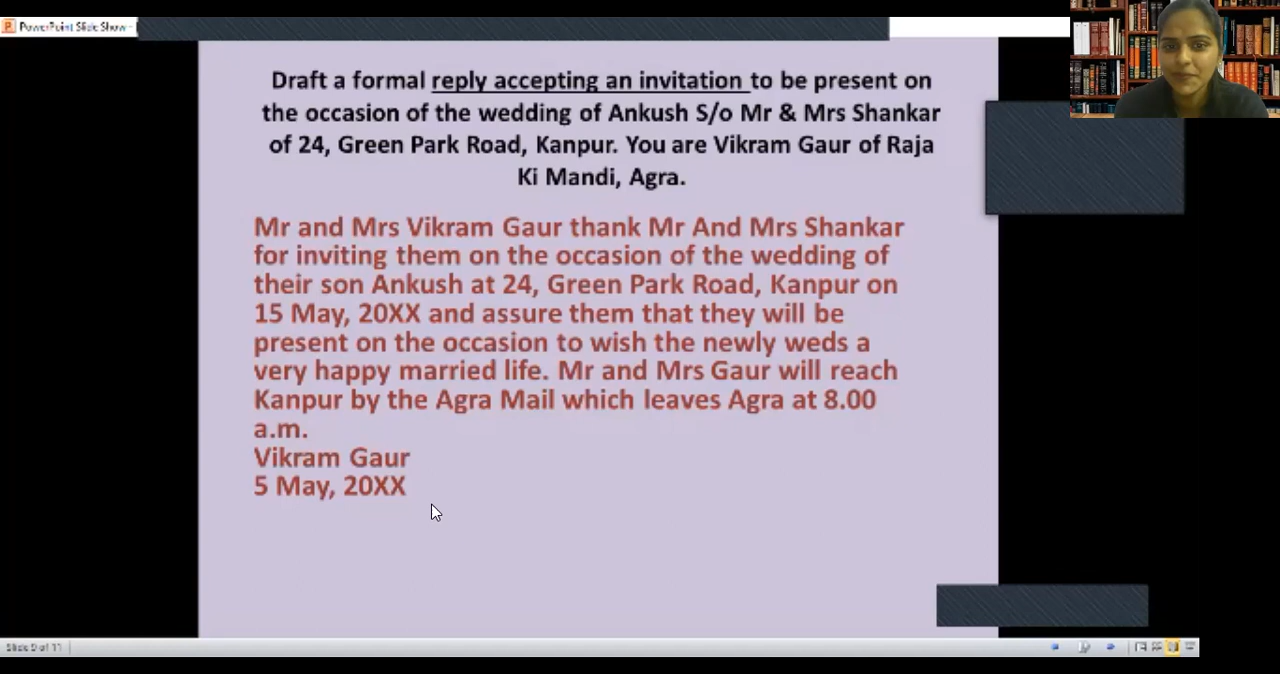 PowerPoint Slide Show -
Draft a formal reply accepting an invitation to be present on
the occasion of the wedding of Ankush S/o Mr & Mrs Shankar
of 24, Green Park Road, Kanpur. You are Vikram Gaur of Raja
Ki Mandi, Agra.
Mr and Mrs Vikram Gaur thank Mr And Mrs Shankar
for inviting them on the occasion of the wedding of
their son Ankush at 24, Green Park Road, Kanpur on
15 May, 20XX and assure them that they will be
present on the occasion to wish the newly weds a
very happy married life. Mr and Mrs Gaur will reach
Kanpur by the Agra Mail which leaves Agra at 8.00
a.m.
Vikram Gaur
5 May, 20XX
Slide 9 of 11